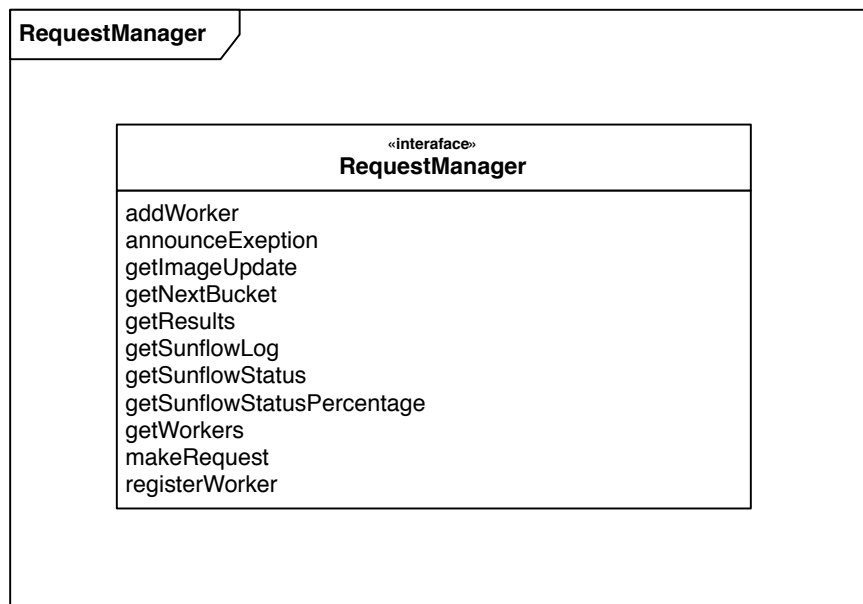 RequestManager
«interaface»
RequestManager
addWorker
announceExeption
getImageUpdate
getNextBucket
getResults
getSunflowLog
getSunflowStatus
getSunflowStatusPercentage
getWorkers
makeRequest
registerWorker